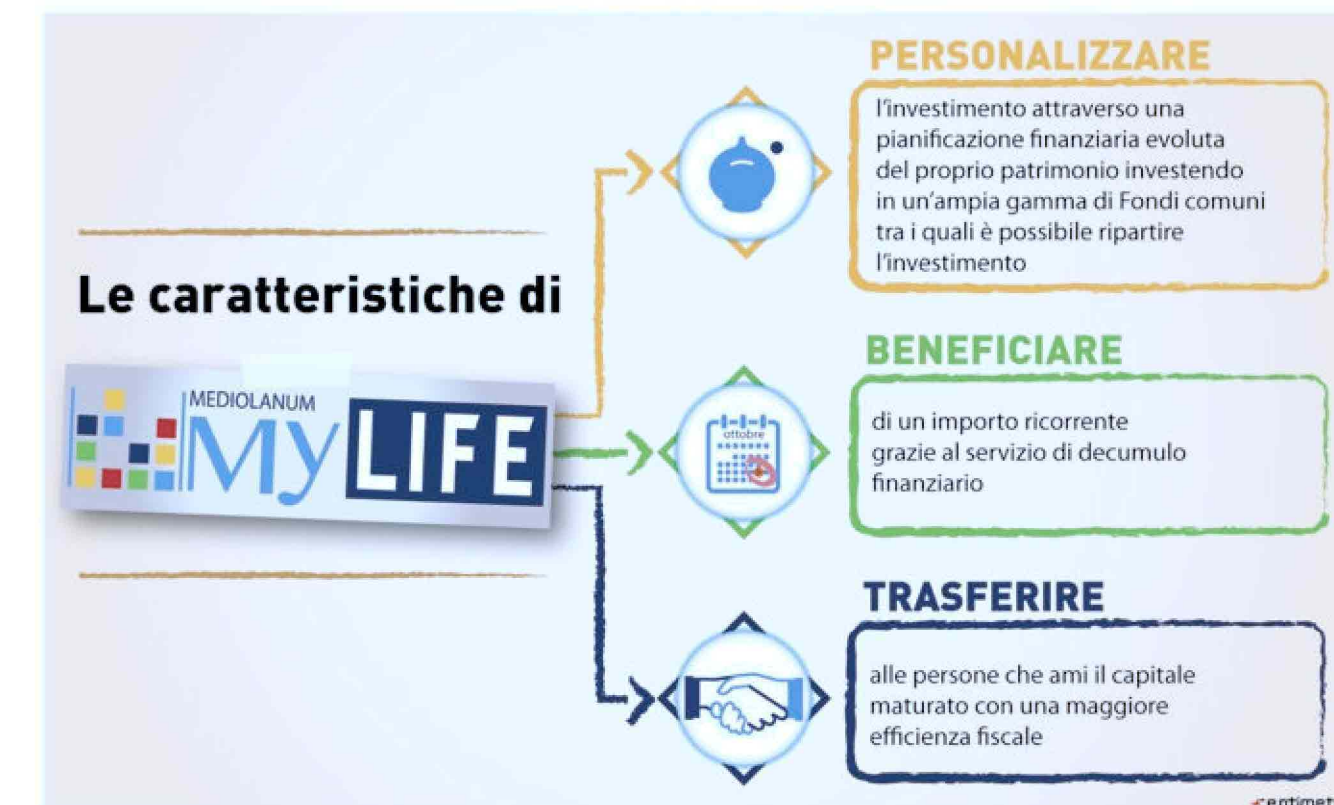 Le caratteristiche di
MEDIOLANUM
My LIFE
PERSONALIZZARE
l'investimento attraverso una
pianificazione finanziaria evoluta
del proprio patrimonio investendo
in un'ampia gamma di Fondi comuni
tra i quali è possibile ripartire
l'investimento
ottobre
BENEFICIARE
di un importo ricorrente
grazie al servizio di decumulo
finanziario
TRASFERIRE
alle persone che ami il capitale
maturato con una maggiore
efficienza fiscale